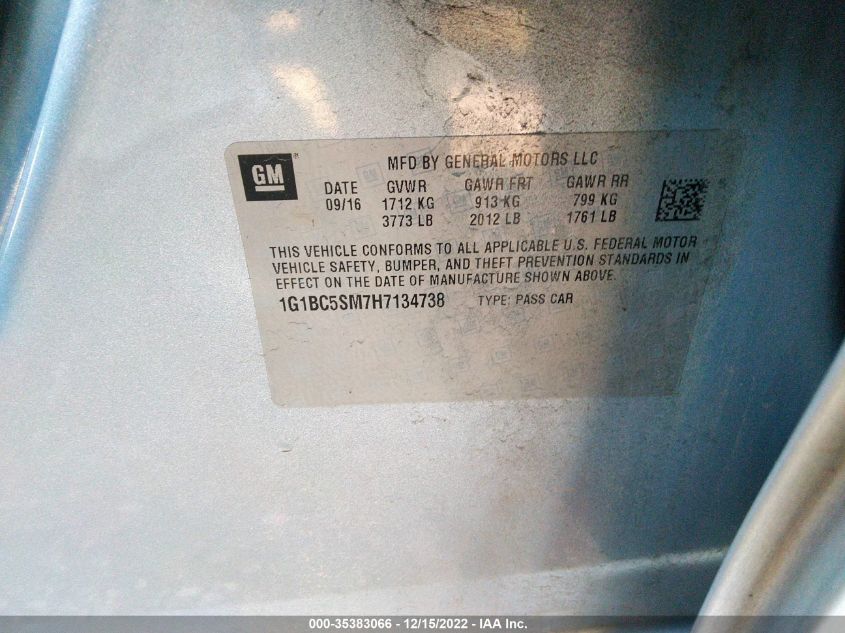 GM
MFD BY GENERAL MOTORS LLC
DATE GVWR GAWR FRT GAWR RR
09/16 1712 KG 913 KG 799 KG
3773 LB 2012 LB 1761 LB
THIS VEHICLE CONFORMS TO ALL APPLICABLE U.S. FEDERAL MOTOR
VEHICLE SAFETY, BUMPER, AND THEFT PREVENTION STANDARDS IN
EFFECT ON THE DATE OF MANUFACTURE SHOWN ABOVE.
1G1BC5SM7H7134738 TYPE: PASS CAR
000-35383066 - 12/15/2022 - IAA Inc.